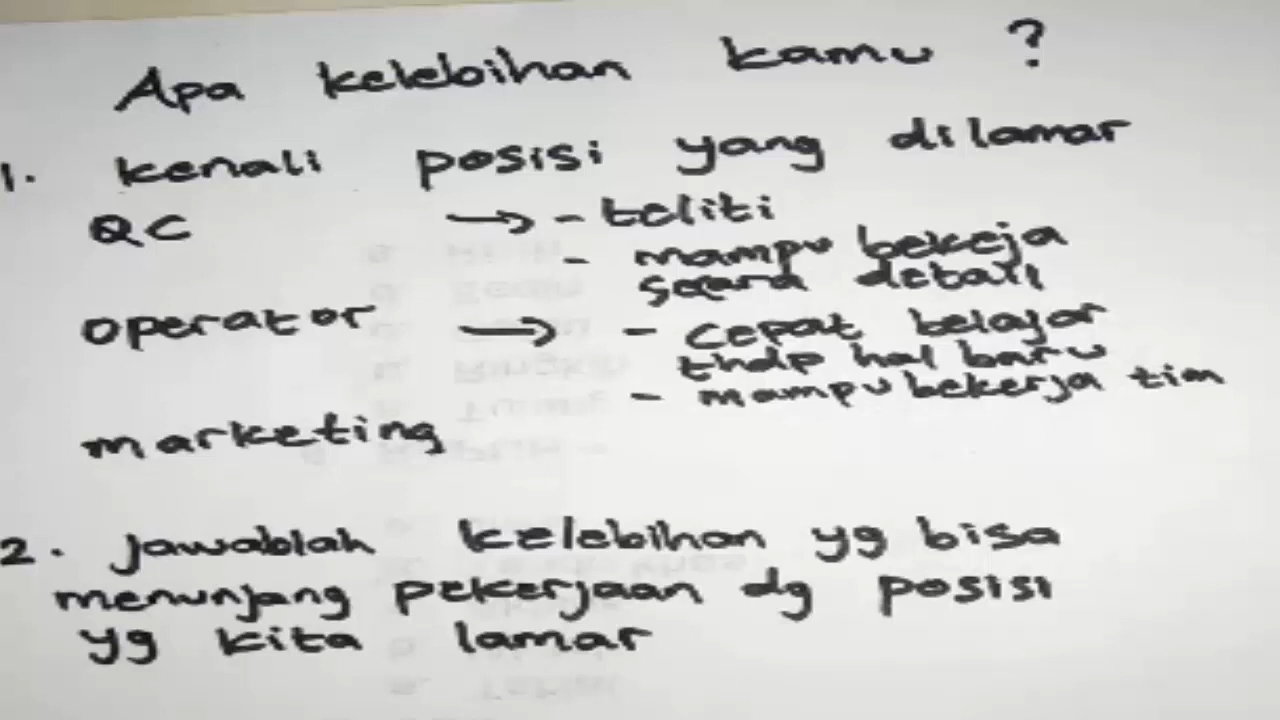 Apa kelebihan kamu ?
1. kenali posisi yang dilamar
QC → - teliti
- mampu bekeja
secara detail
operator → - cepat belajar
thdp hal baru
- mampu bekerja tim
marketing
2. jawablah kelebihan yg bisa
menunjang pekerjaan dg posisi
yg kita lamar